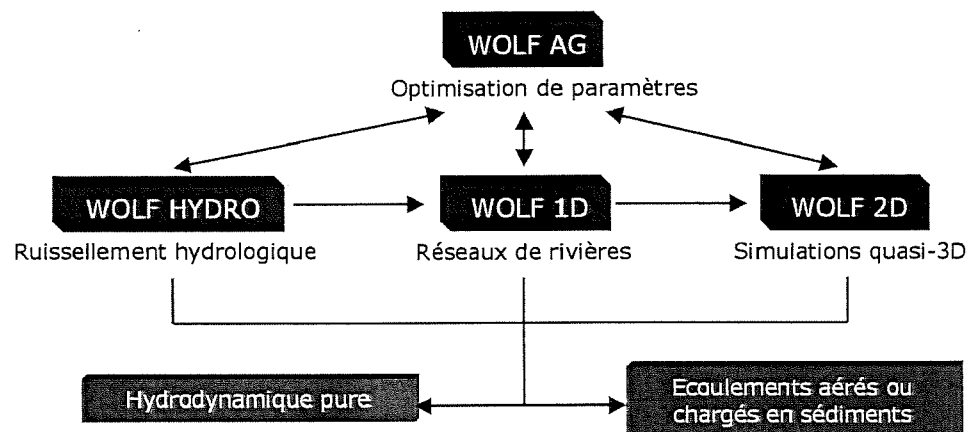 WOLF AG
Optimisation de paramètres
WOLF HYDRO
WOLF 1D
WOLF 2D
Ruissellement hydrologique
Réseaux de rivières
Simulations quasi-3D
Hydrodynamique pure
Ecoulements aérés ou
chargés en sédiments